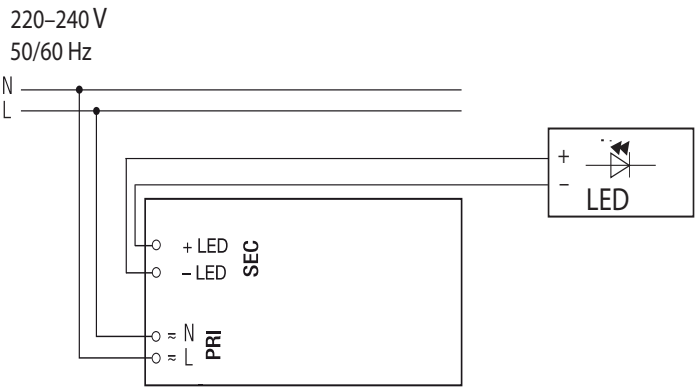 220–240 V
50/60 Hz
N
L
+
–
LED
+ LED
– LED
SEC
≂ N
≂ L
PRI